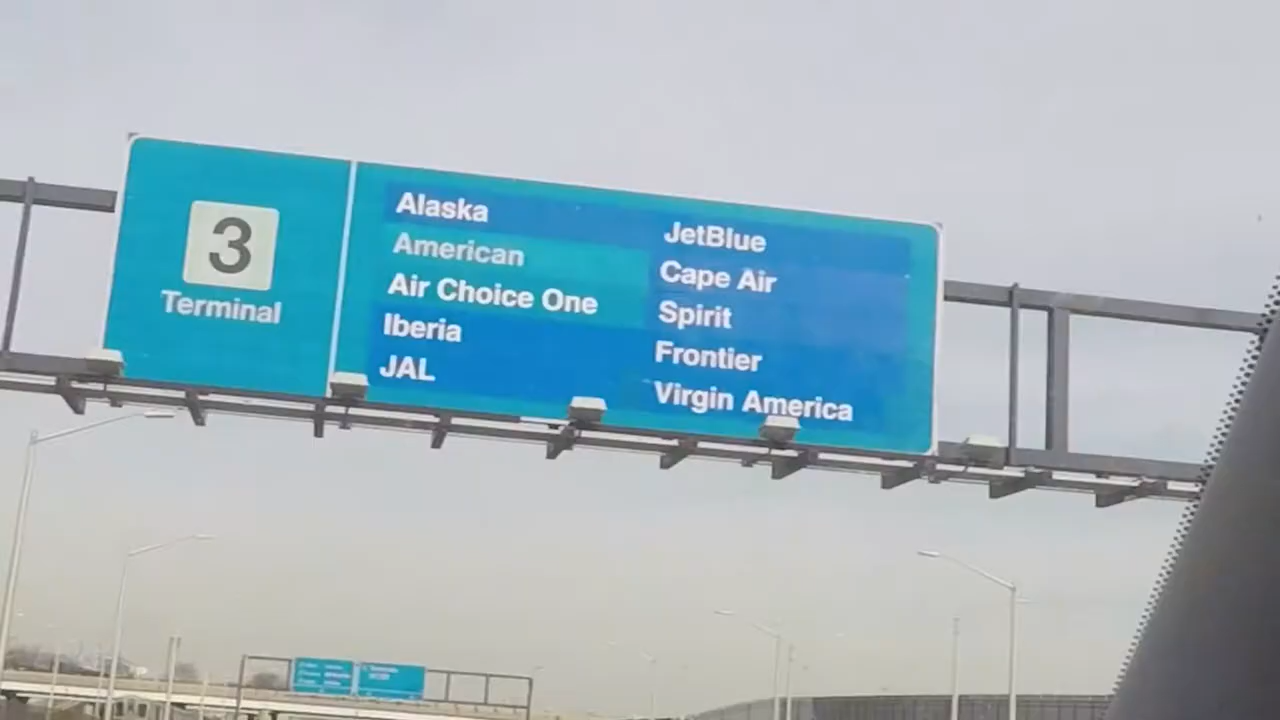 3
Terminal
Alaska
American
Air Choice One
Iberia
JAL
JetBlue
Cape Air
Spirit
Frontier
Virgin America